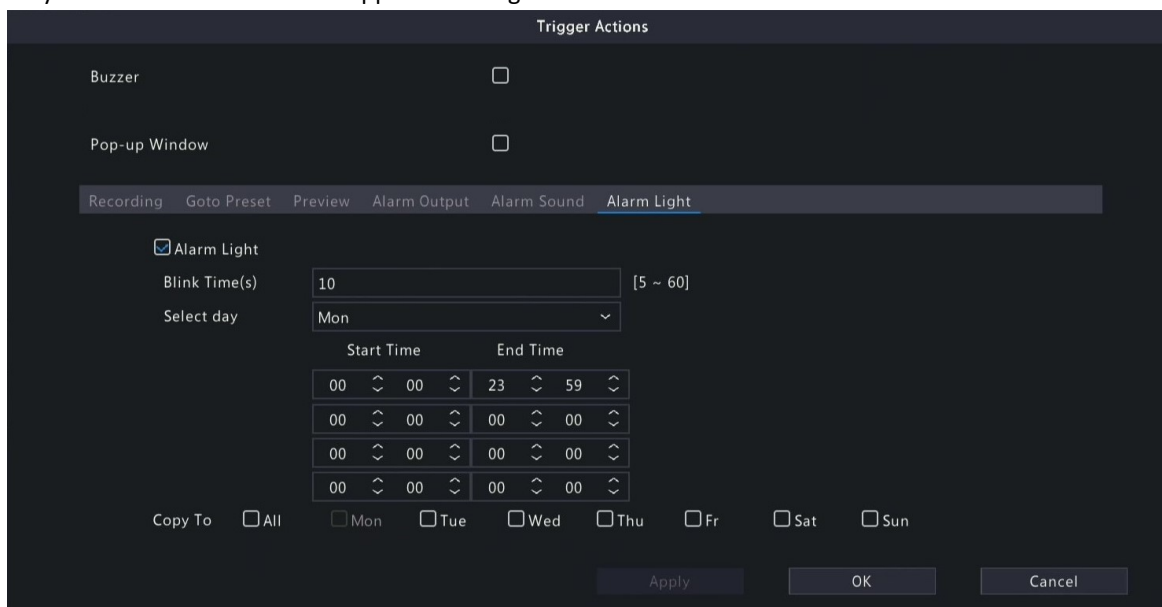 Trigger Actions
Buzzer
Pop-up Window
Recording Goto Preset Preview Alarm Output Alarm Sound Alarm Light
Alarm Light
Blink Time(s) 10 [5 ~ 60]
Select day Mon
Start Time End Time
00 00 23 59
00 00 00 00
00 00 00 00
00 00 00 00
Copy To All Mon Tue Wed Thu Fr Sat Sun
Apply OK Cancel